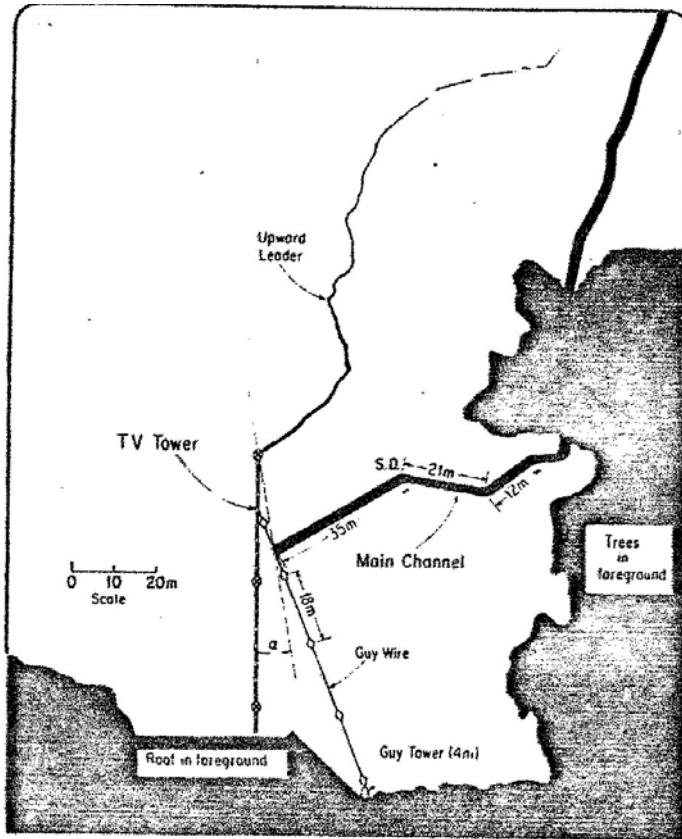 Upward
Leader
TV Tower
S.D.
21m
12m
35m
Main Channel
Trees
in
foreground
0 10 20m
Scale
18m
α
Guy Wire
Guy Tower (4m)
Roof in foreground